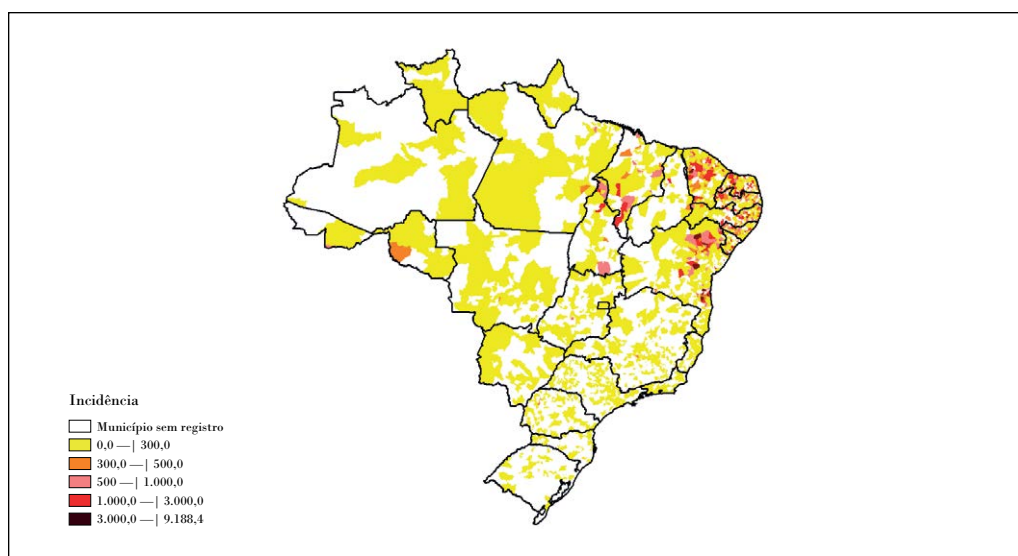 Incidência
Município sem registro
0,0 —| 300,0
300,0 —| 500,0
500 —| 1.000,0
1.000,0 —| 3.000,0
3.000,0 —| 9.188,4